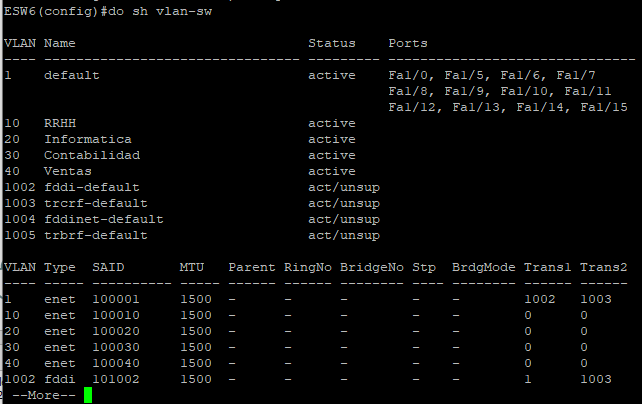 ESW6(config)#do sh vlan-sw
VLAN Name                             Status    Ports
---- -------------------------------- --------- -------------------------------
1    default                          active    Fa1/0, Fa1/5, Fa1/6, Fa1/7
                                                Fa1/8, Fa1/9, Fa1/10, Fa1/11
                                                Fa1/12, Fa1/13, Fa1/14, Fa1/15
10   RRHH                             active
20   Informatica                      active
30   Contabilidad                     active
40   Ventas                           active
1002 fddi-default                     act/unsup
1003 trcrf-default                    act/unsup
1004 fddinet-default                  act/unsup
1005 trbrf-default                    act/unsup
VLAN Type  SAID       MTU   Parent RingNo BridgeNo Stp  BrdgMode Trans1 Trans2
---- ----- ---------- ----- ------ ------ -------- ---- -------- ------ ------
1    enet  100001     1500  -      -      -        -    -        1002   1003
10   enet  100010     1500  -      -      -        -    -        0      0
20   enet  100020     1500  -      -      -        -    -        0      0
30   enet  100030     1500  -      -      -        -    -        0      0
40   enet  100040     1500  -      -      -        -    -        0      0
1002 fddi  101002     1500  -      -      -        -    -        1      1003
 --More--